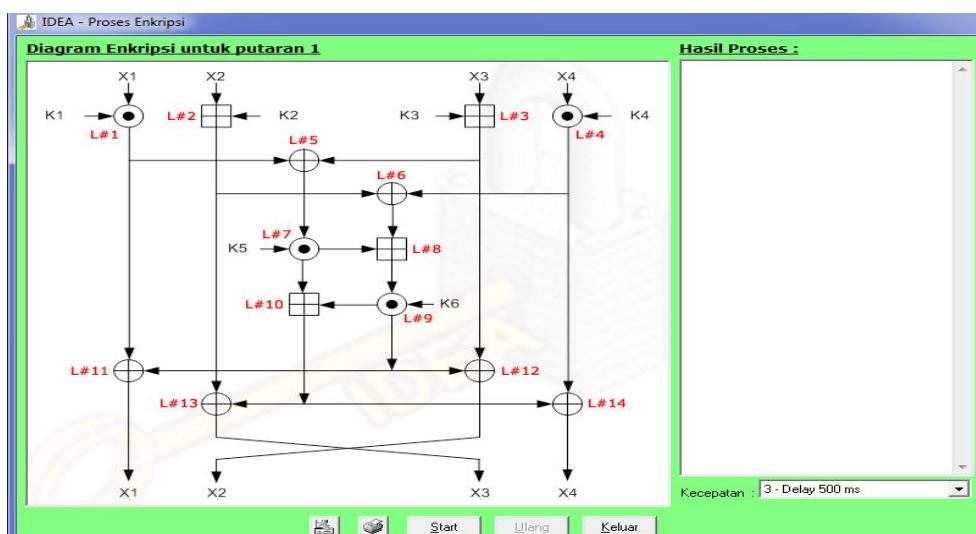 IDEA - Proses Enkripsi
Diagram Enkripsi untuk putaran 1
Hasil Proses :
X1 X2 X3 X4
K1 L#2 K2 K3 L#3 K4
L#1 L#4
L#5
L#6
L#7
K5 L#8
L#10 K6
L#9
L#11 L#12
L#13 L#14
X1 X2 X3 X4
IDEA
Kecepatan : 3 - Delay 500 ms
Start Ulang Keluar